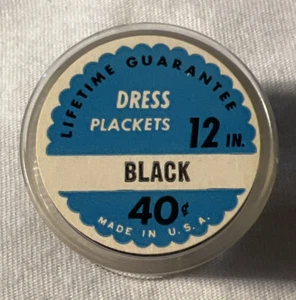 LIFETIME GUARANTEE
DRESS
PLACKETS
12 IN.
BLACK
40¢
MADE IN U.S.A.